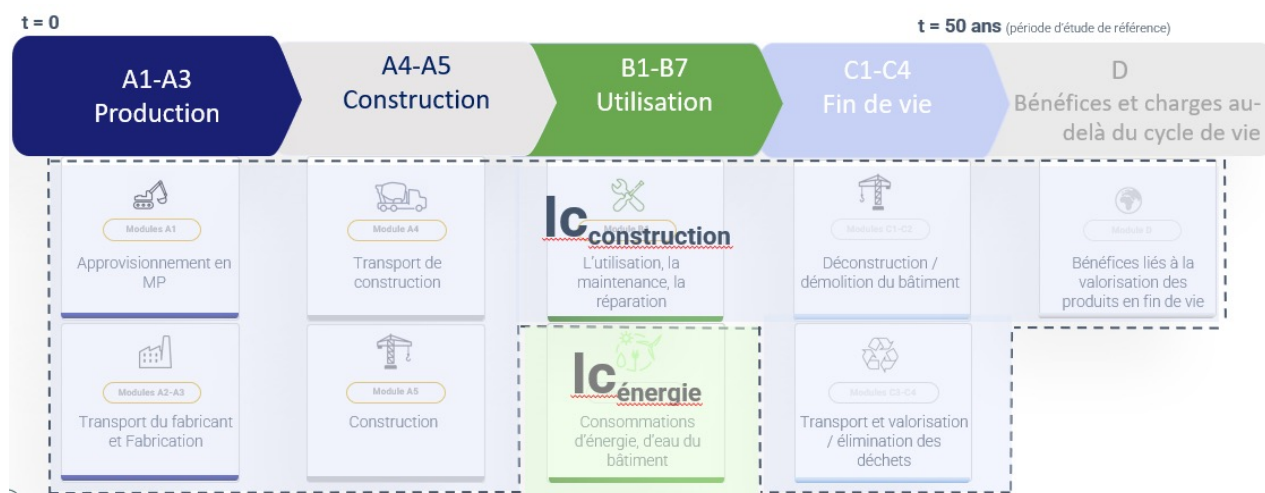 t = 0
t = 50 ans (période d'étude de référence)
A1-A3
Production
A4-A5
Construction
B1-B7
Utilisation
C1-C4
Fin de vie
D
Bénéfices et charges au-
delà du cycle de vie
Modules A1
Approvisionnement en
MP
Module A4
Transport de
construction
Ic construction
L'utilisation, la
maintenance, la
réparation
Modules C1-C2
Déconstruction /
démolition du bâtiment
Module D
Bénéfices liés à la
valorisation des
produits en fin de vie
Modules A2-A3
Transport du fabricant
et Fabrication
Module A5
Construction
Ic énergie
Consommations
d'énergie, d'eau du
bâtiment
Modules C3-C4
Transport et valorisation
/ élimination des
déchets